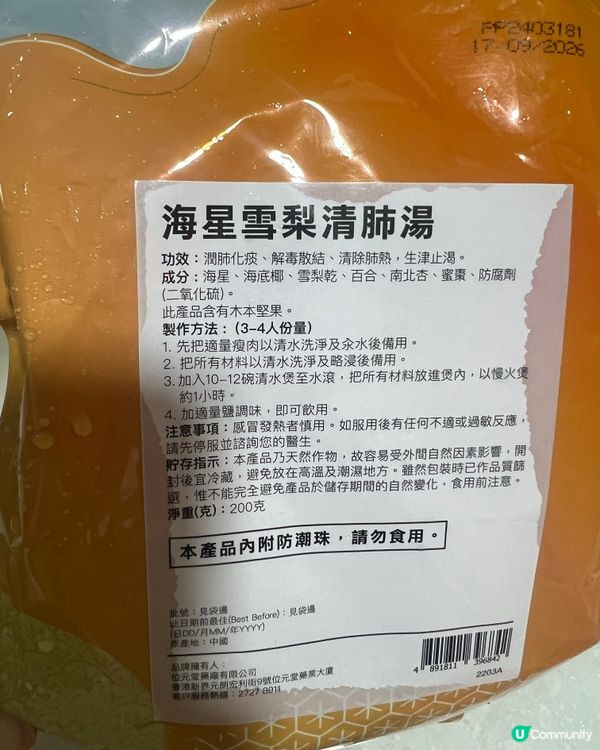 PP2403181
17-09-2026
海星雪梨清肺湯
功效：潤肺化痰、解毒散結、清除肺熱，生津止渴。
成分：海星、海底椰、雪梨乾、百合、南北杏、蜜棗、防腐劑
(二氧化硫)。
此產品含有木本堅果。
製作方法：(3-4人份量)
1. 先把適量瘦肉以清水洗淨及汆水後備用。
2. 把所有材料以清水洗淨及略浸後備用。
3. 加入10-12碗清水煲至水滾，把所有材料放進煲內，以慢火煲
約1小時。
4. 加適量鹽調味，即可飲用。
注意事項：感冒發熱者慎用。如服用後有任何不適或過敏反應，
請先停服並諮詢您的醫生。
貯存指示：本產品乃天然作物，故容易受外間自然因素影響，開
封後宜冷藏，避免放在高溫及潮濕地方。雖然包裝時已作品質篩
選，惟不能完全避免產品於儲存期間的自然變化，食用前注意。
淨重(克)：200克
本產品內附防潮珠，請勿食用。
批號：見袋邊
此日期前最佳(Best Before)：見袋邊
(日DD/月MM/年YYYY)
原產地：中國
品牌擁有人：
位元堂藥廠有限公司
香港新界元朗宏利街9號位元堂藥業大廈
客戶服務熱線：2727 8911
4 891811 396842
2203A
U Community